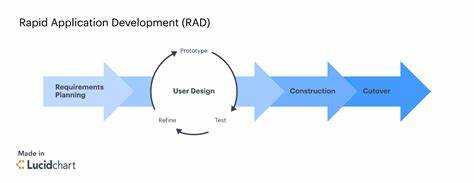 Rapid Application Development (RAD)
Prototype
Requirements
Planning
User Design
Construction
Cutover
Refine
Test
Made in
Lucidchart